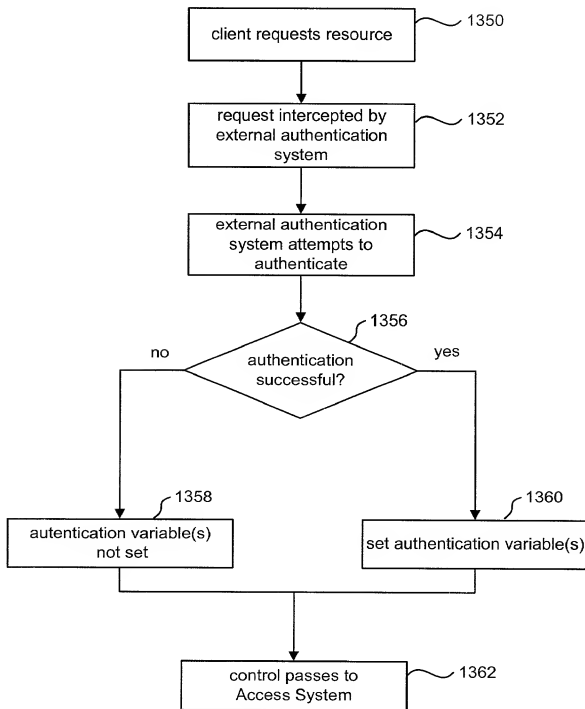 client requests resource
1350
request intercepted by
external authentication
system
1352
external authentication
system attempts to
authenticate
1354
1356
no
authentication
successful?
yes
1358
autentication variable(s)
not set
1360
set authentication variable(s)
control passes to
Access System
1362